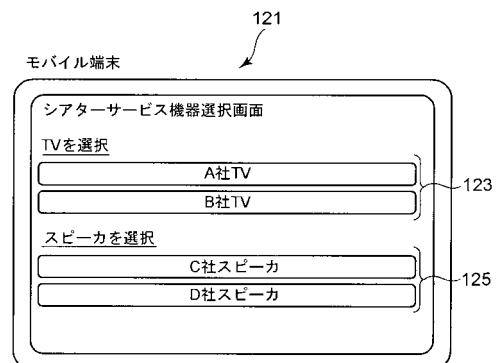 121
モバイル端末
シアターサービス機器選択画面
TVを選択
A社TV
B社TV
123
スピーカを選択
C社スピーカ
D社スピーカ
125